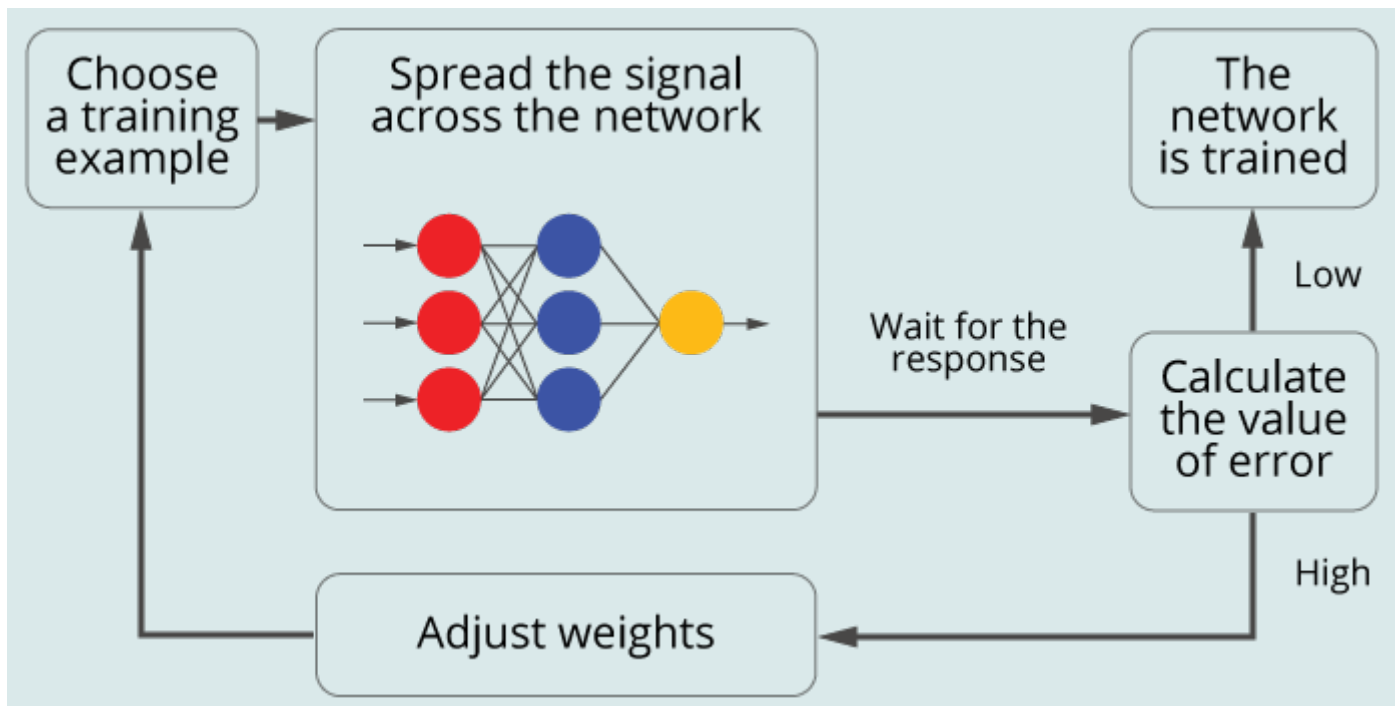 Choose
a training
example
Spread the signal
across the network
Wait for the
response
The
network
is trained
Low
Calculate
the value
of error
High
Adjust weights